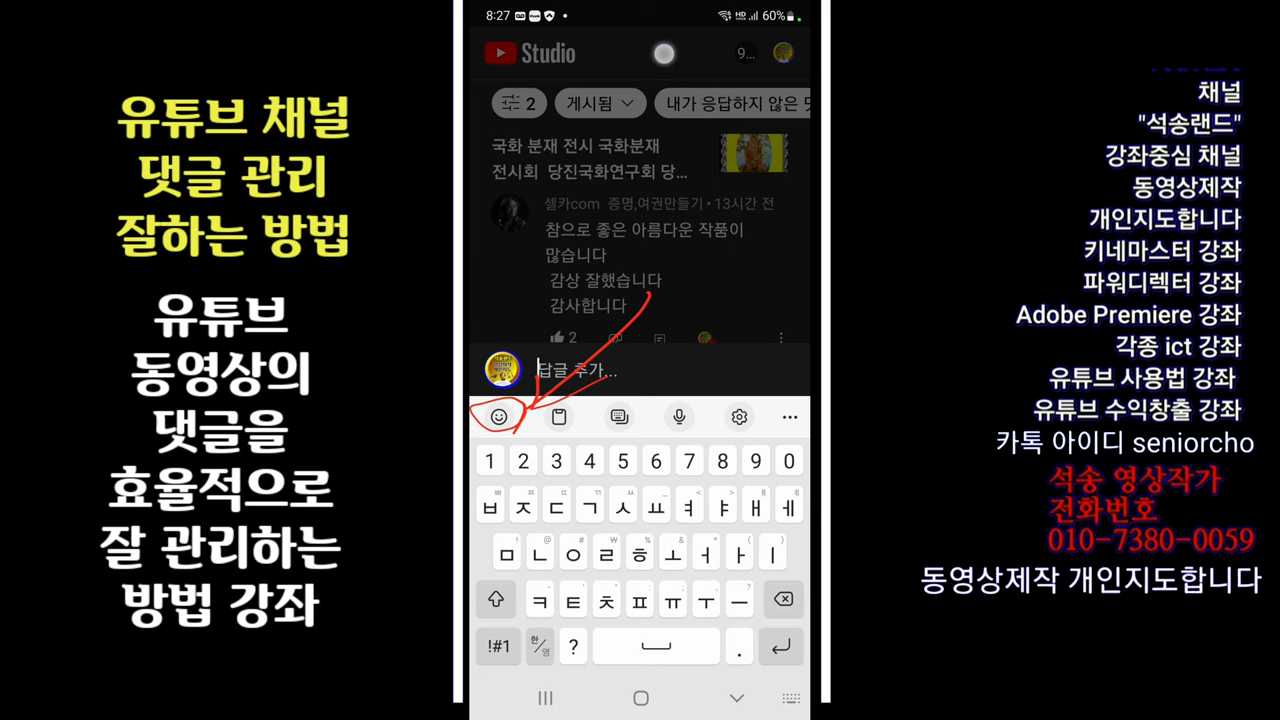 유튜브 채널
댓글 관리
잘하는 방법
유튜브
동영상의
댓글을
효율적으로
잘 관리하는
방법 강좌
8:27
60%
Studio
9...
2
게시됨
내가 응답하지 않은
국화 분재 전시 국화분재
전시회 당진국화연구회 당...
셀카com 증명,여권만들기 • 13시간 전
참으로 좋은 아름다운 작품이
많습니다
감상 잘했습니다
감사합니다
2
답글 추가...
1 2 3 4 5 6 7 8 9 0
ㅂ ㅈ ㄷ ㄱ ㅅ ㅛ ㅕ ㅑ ㅐ ㅔ
ㅁ ㄴ ㅇ ㄹ ㅎ ㅗ ㅓ ㅏ ㅣ
ㅋ ㅌ ㅊ ㅍ ㅠ ㅜ ㅡ
!#1 한/영 ? .
채널
"석송랜드"
강좌중심 채널
동영상제작
개인지도합니다
키네마스터 강좌
파워디렉터 강좌
Adobe Premiere 강좌
각종 ict 강좌
유튜브 사용법 강좌
유튜브 수익창출 강좌
카톡 아이디 seniorcho
석송 영상작가
전화번호
010-7380-0059
동영상제작 개인지도합니다